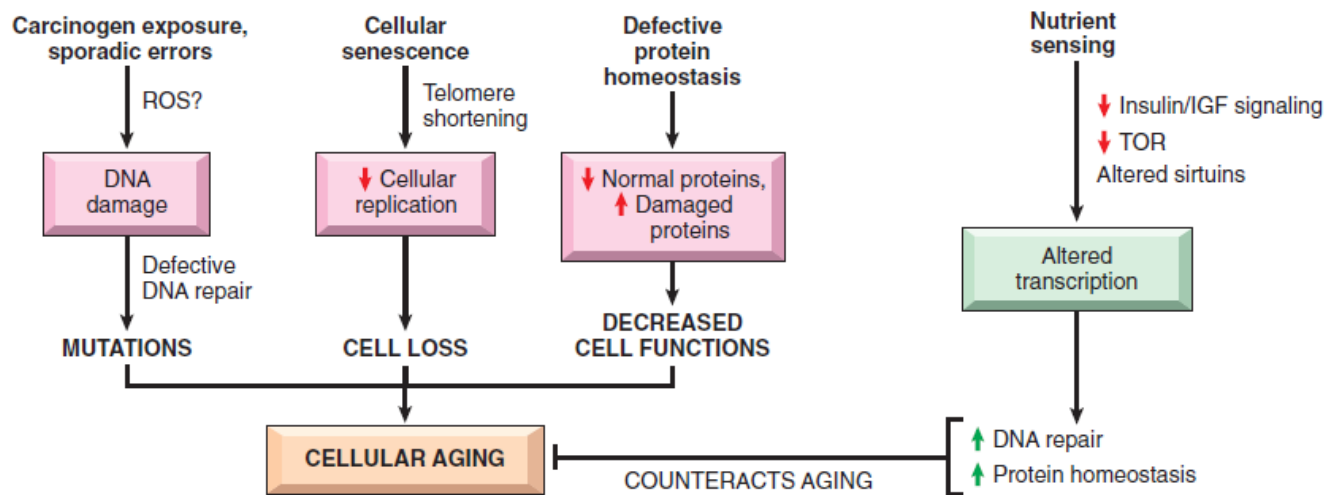 Carcinogen exposure,
sporadic errors
ROS?
DNA
damage
Defective
DNA repair
MUTATIONS
Cellular
senescence
Telomere
shortening
↓ Cellular
replication
CELL LOSS
Defective
protein
homeostasis
↓ Normal proteins,
↑ Damaged
proteins
DECREASED
CELL FUNCTIONS
Nutrient
sensing
↓ Insulin/IGF signaling
↓ TOR
Altered sirtuins
Altered
transcription
↑ DNA repair
↑ Protein homeostasis
COUNTERACTS AGING
CELLULAR AGING